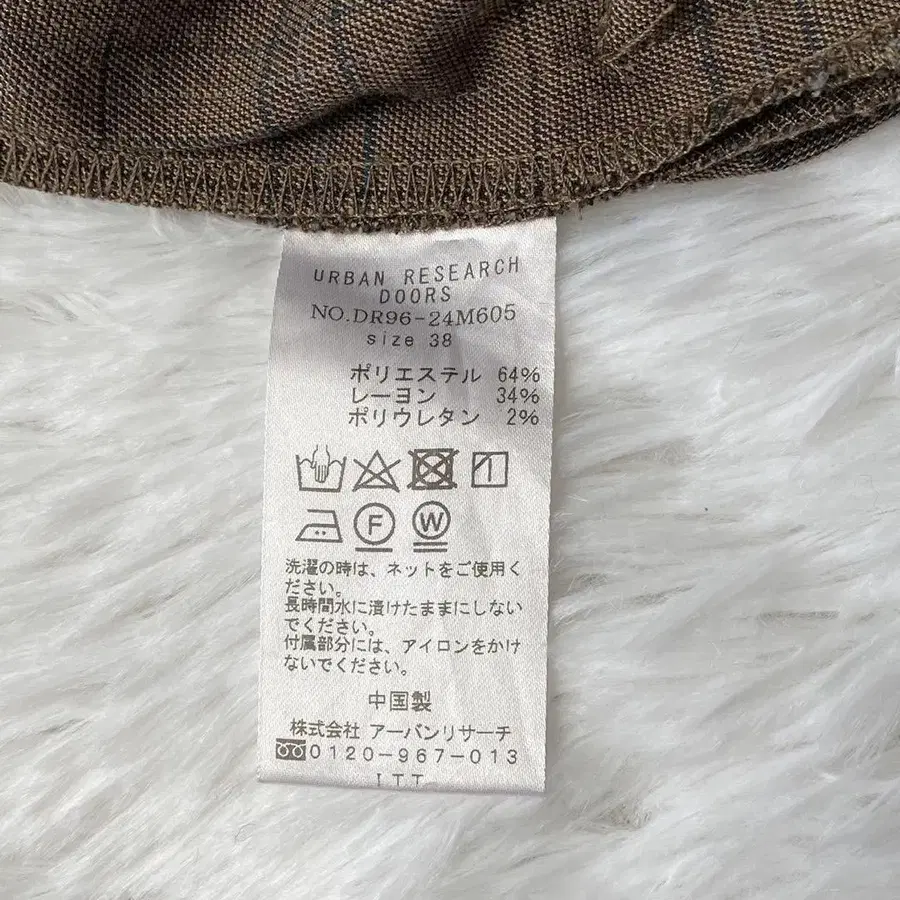 URBAN RESEARCH
DOORS
NO.DR96-24M605
size 38
ポリエステル 64%
レーヨン 34%
ポリウレタン 2%
F W
洗濯の時は、ネットをご使用く
ださい。
長時間水に漬けたままにしない
でください。
付属部分には、アイロンをかけ
ないでください。
中国製
株式会社 アーバンリサーチ
0120-967-013
ITT